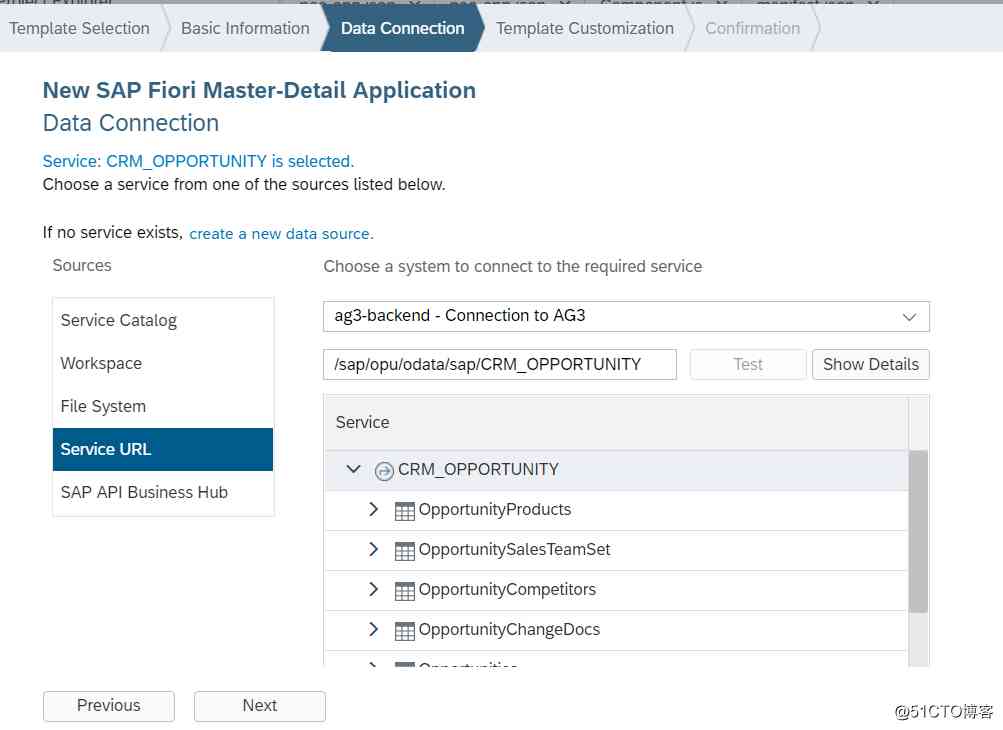 Template Selection Basic Information Data Connection Template Customization Confirmation
New SAP Fiori Master-Detail Application
Data Connection
Service: CRM_OPPORTUNITY is selected.
Choose a service from one of the sources listed below.
If no service exists, create a new data source.
Sources
Service Catalog
Workspace
File System
Service URL
SAP API Business Hub
Choose a system to connect to the required service
ag3-backend - Connection to AG3
/sap/opu/odata/sap/CRM_OPPORTUNITY Test Show Details
Service
CRM_OPPORTUNITY
OpportunityProducts
OpportunitySalesTeamSet
OpportunityCompetitors
OpportunityChangeDocs
Previous Next
@51CTO博客